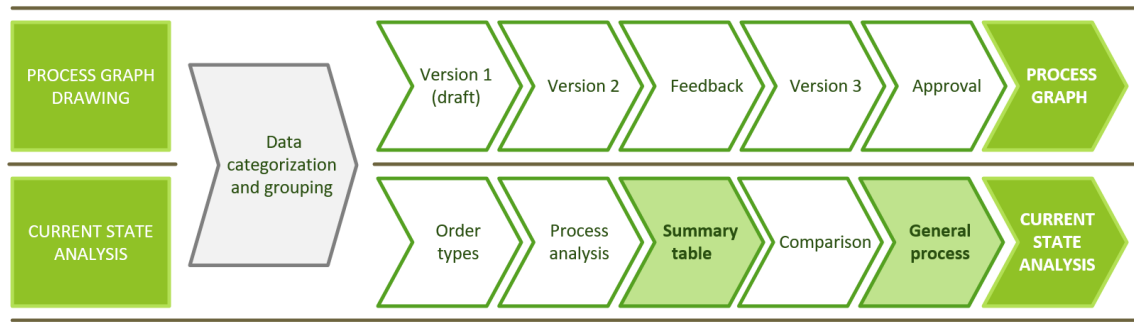 PROCESS GRAPH
DRAWING
Data
categorization
and grouping
Version 1
(draft)
Version 2
Feedback
Version 3
Approval
PROCESS
GRAPH
CURRENT STATE
ANALYSIS
Order
types
Process
analysis
Summary
table
Comparison
General
process
CURRENT
STATE
ANALYSIS